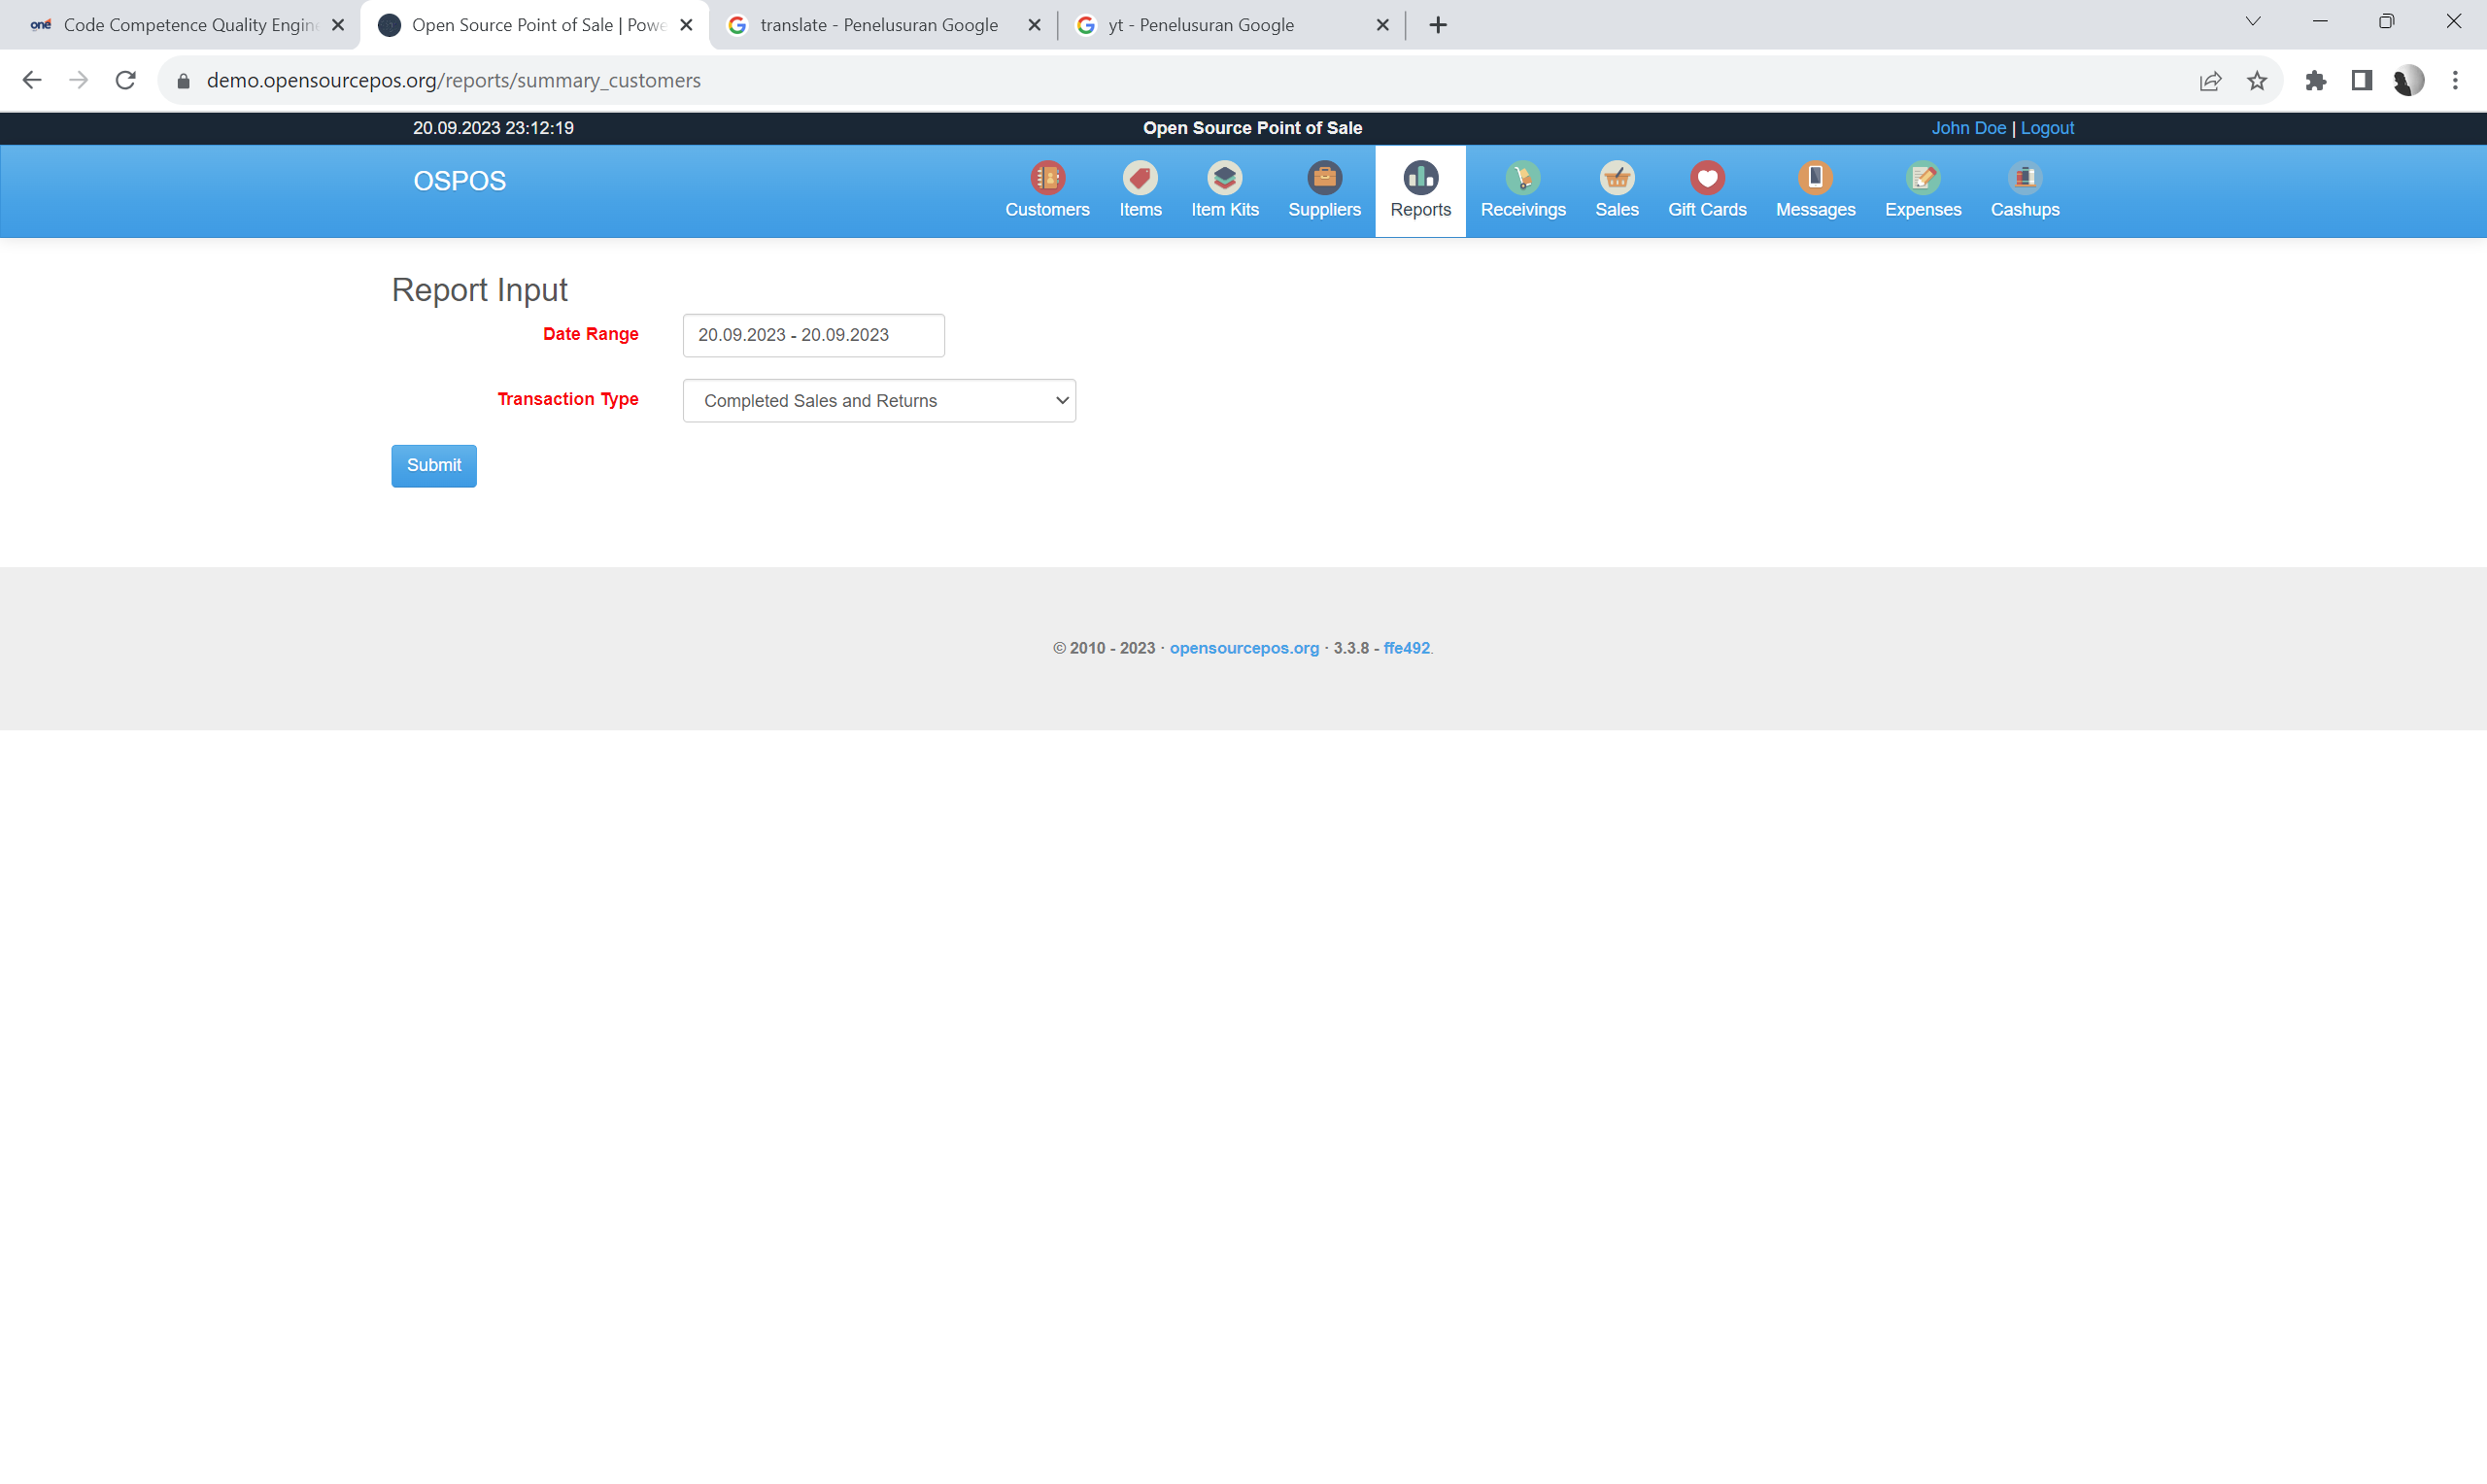 one Code Competence Quality Engin
Open Source Point of Sale | Powe
translate - Penelusuran Google
yt - Penelusuran Google
demo.opensourcepos.org/reports/summary_customers
20.09.2023 23:12:19
Open Source Point of Sale
John Doe | Logout
OSPOS
Customers
Items
Item Kits
Suppliers
Reports
Receivings
Sales
Gift Cards
Messages
Expenses
Cashups
Report Input
Date Range
20.09.2023 - 20.09.2023
Transaction Type
Completed Sales and Returns
Submit
© 2010 - 2023 · opensourcepos.org · 3.3.8 - ffe492.